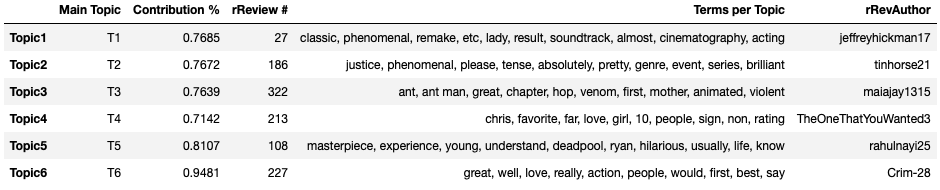 Main Topic Contribution % rReview # Terms per Topic rRevAuthor
Topic1 T1 0.7685 27 classic, phenomenal, remake, etc, lady, result, soundtrack, almost, cinematography, acting jeffreyhickman17
Topic2 T2 0.7672 186 justice, phenomenal, please, tense, absolutely, pretty, genre, event, series, brilliant tinhorse21
Topic3 T3 0.7639 322 ant, ant man, great, chapter, hop, venom, first, mother, animated, violent maiajay1315
Topic4 T4 0.7142 213 chris, favorite, far, love, girl, 10, people, sign, non, rating TheOneThatYouWanted3
Topic5 T5 0.8107 108 masterpiece, experience, young, understand, deadpool, ryan, hilarious, usually, life, know rahulnayi25
Topic6 T6 0.9481 227 great, well, love, really, action, people, would, first, best, say Crim-28